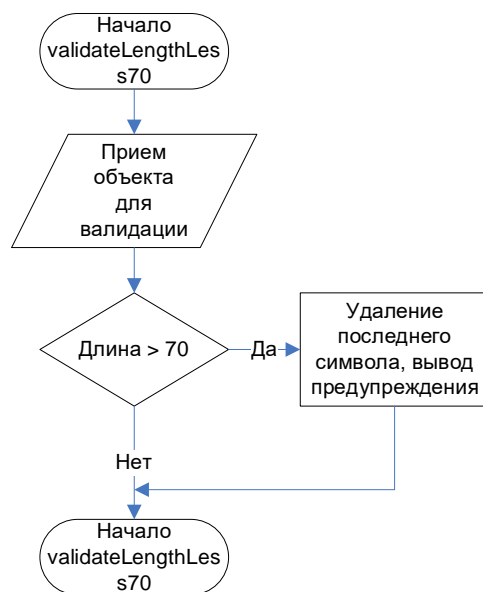 Начало
validateLengthLes
s70
Прием
объекта
для
валидации
Длина > 70
Да
Удаление
последнего
символа, вывод
предупреждения
Нет
Начало
validateLengthLes
s70